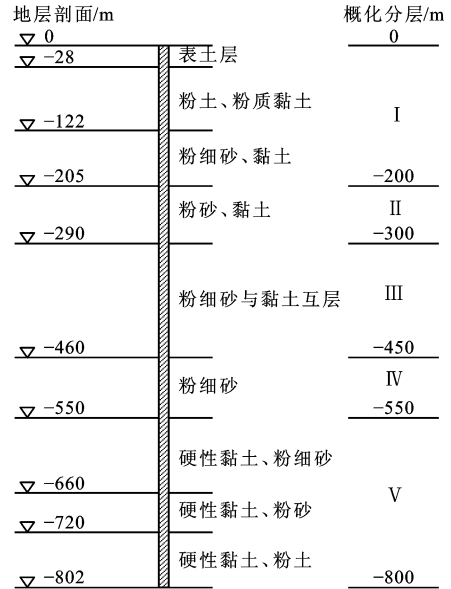 地层剖面/m 概化分层/m
0 0
-28 表土层
粉土、粉质黏土 Ⅰ
-122
粉细砂、黏土
-205 -200
粉砂、黏土 Ⅱ
-290 -300
粉细砂与黏土互层 Ⅲ
-460 -450
粉细砂 Ⅳ
-550 -550
硬性黏土、粉细砂
-660 Ⅴ
硬性黏土、粉砂
-720
硬性黏土、粉土
-802 -800